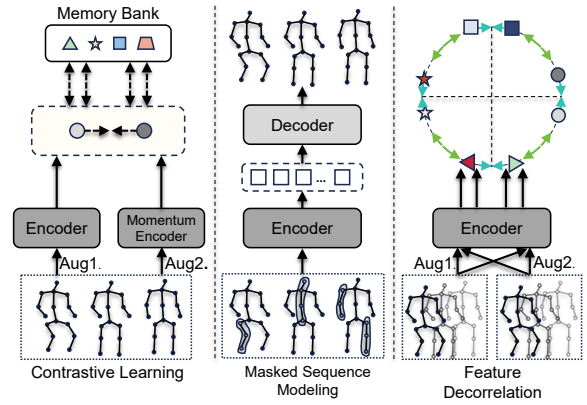 Memory Bank
Encoder
Momentum
Encoder
Aug1.
Aug2.
Contrastive Learning
Decoder
...
Encoder
Masked Sequence
Modeling
Encoder
Aug1.
Aug2.
Feature
Decorrelation